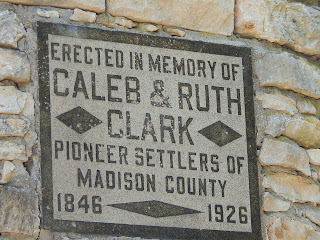 ERECTED IN MEMORY OF
CALEB & RUTH
CLARK
PIONEER SETTLERS OF
MADISON COUNTY
1846 1926